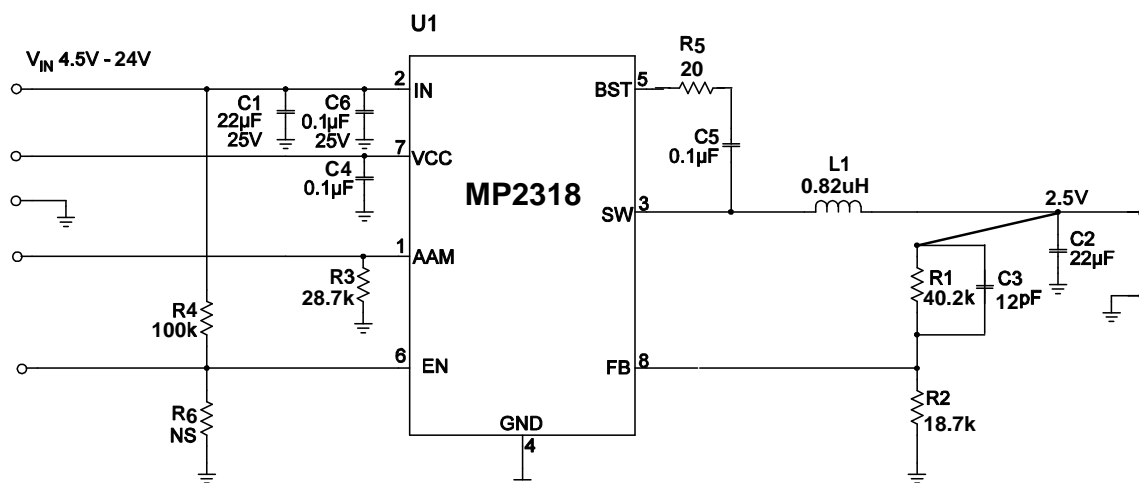 U1
V_IN 4.5V - 24V
R5
20
2
IN
BST
5
C1
22µF
25V
C6
0.1µF
25V
7
VCC
C4
0.1µF
C5
0.1µF
L1
0.82uH
MP2318
SW
3
2.5V
1
AAM
R3
28.7k
C2
22µF
R1
40.2k
C3
12pF
R4
100k
6
EN
FB
8
R6
NS
R2
18.7k
GND
4